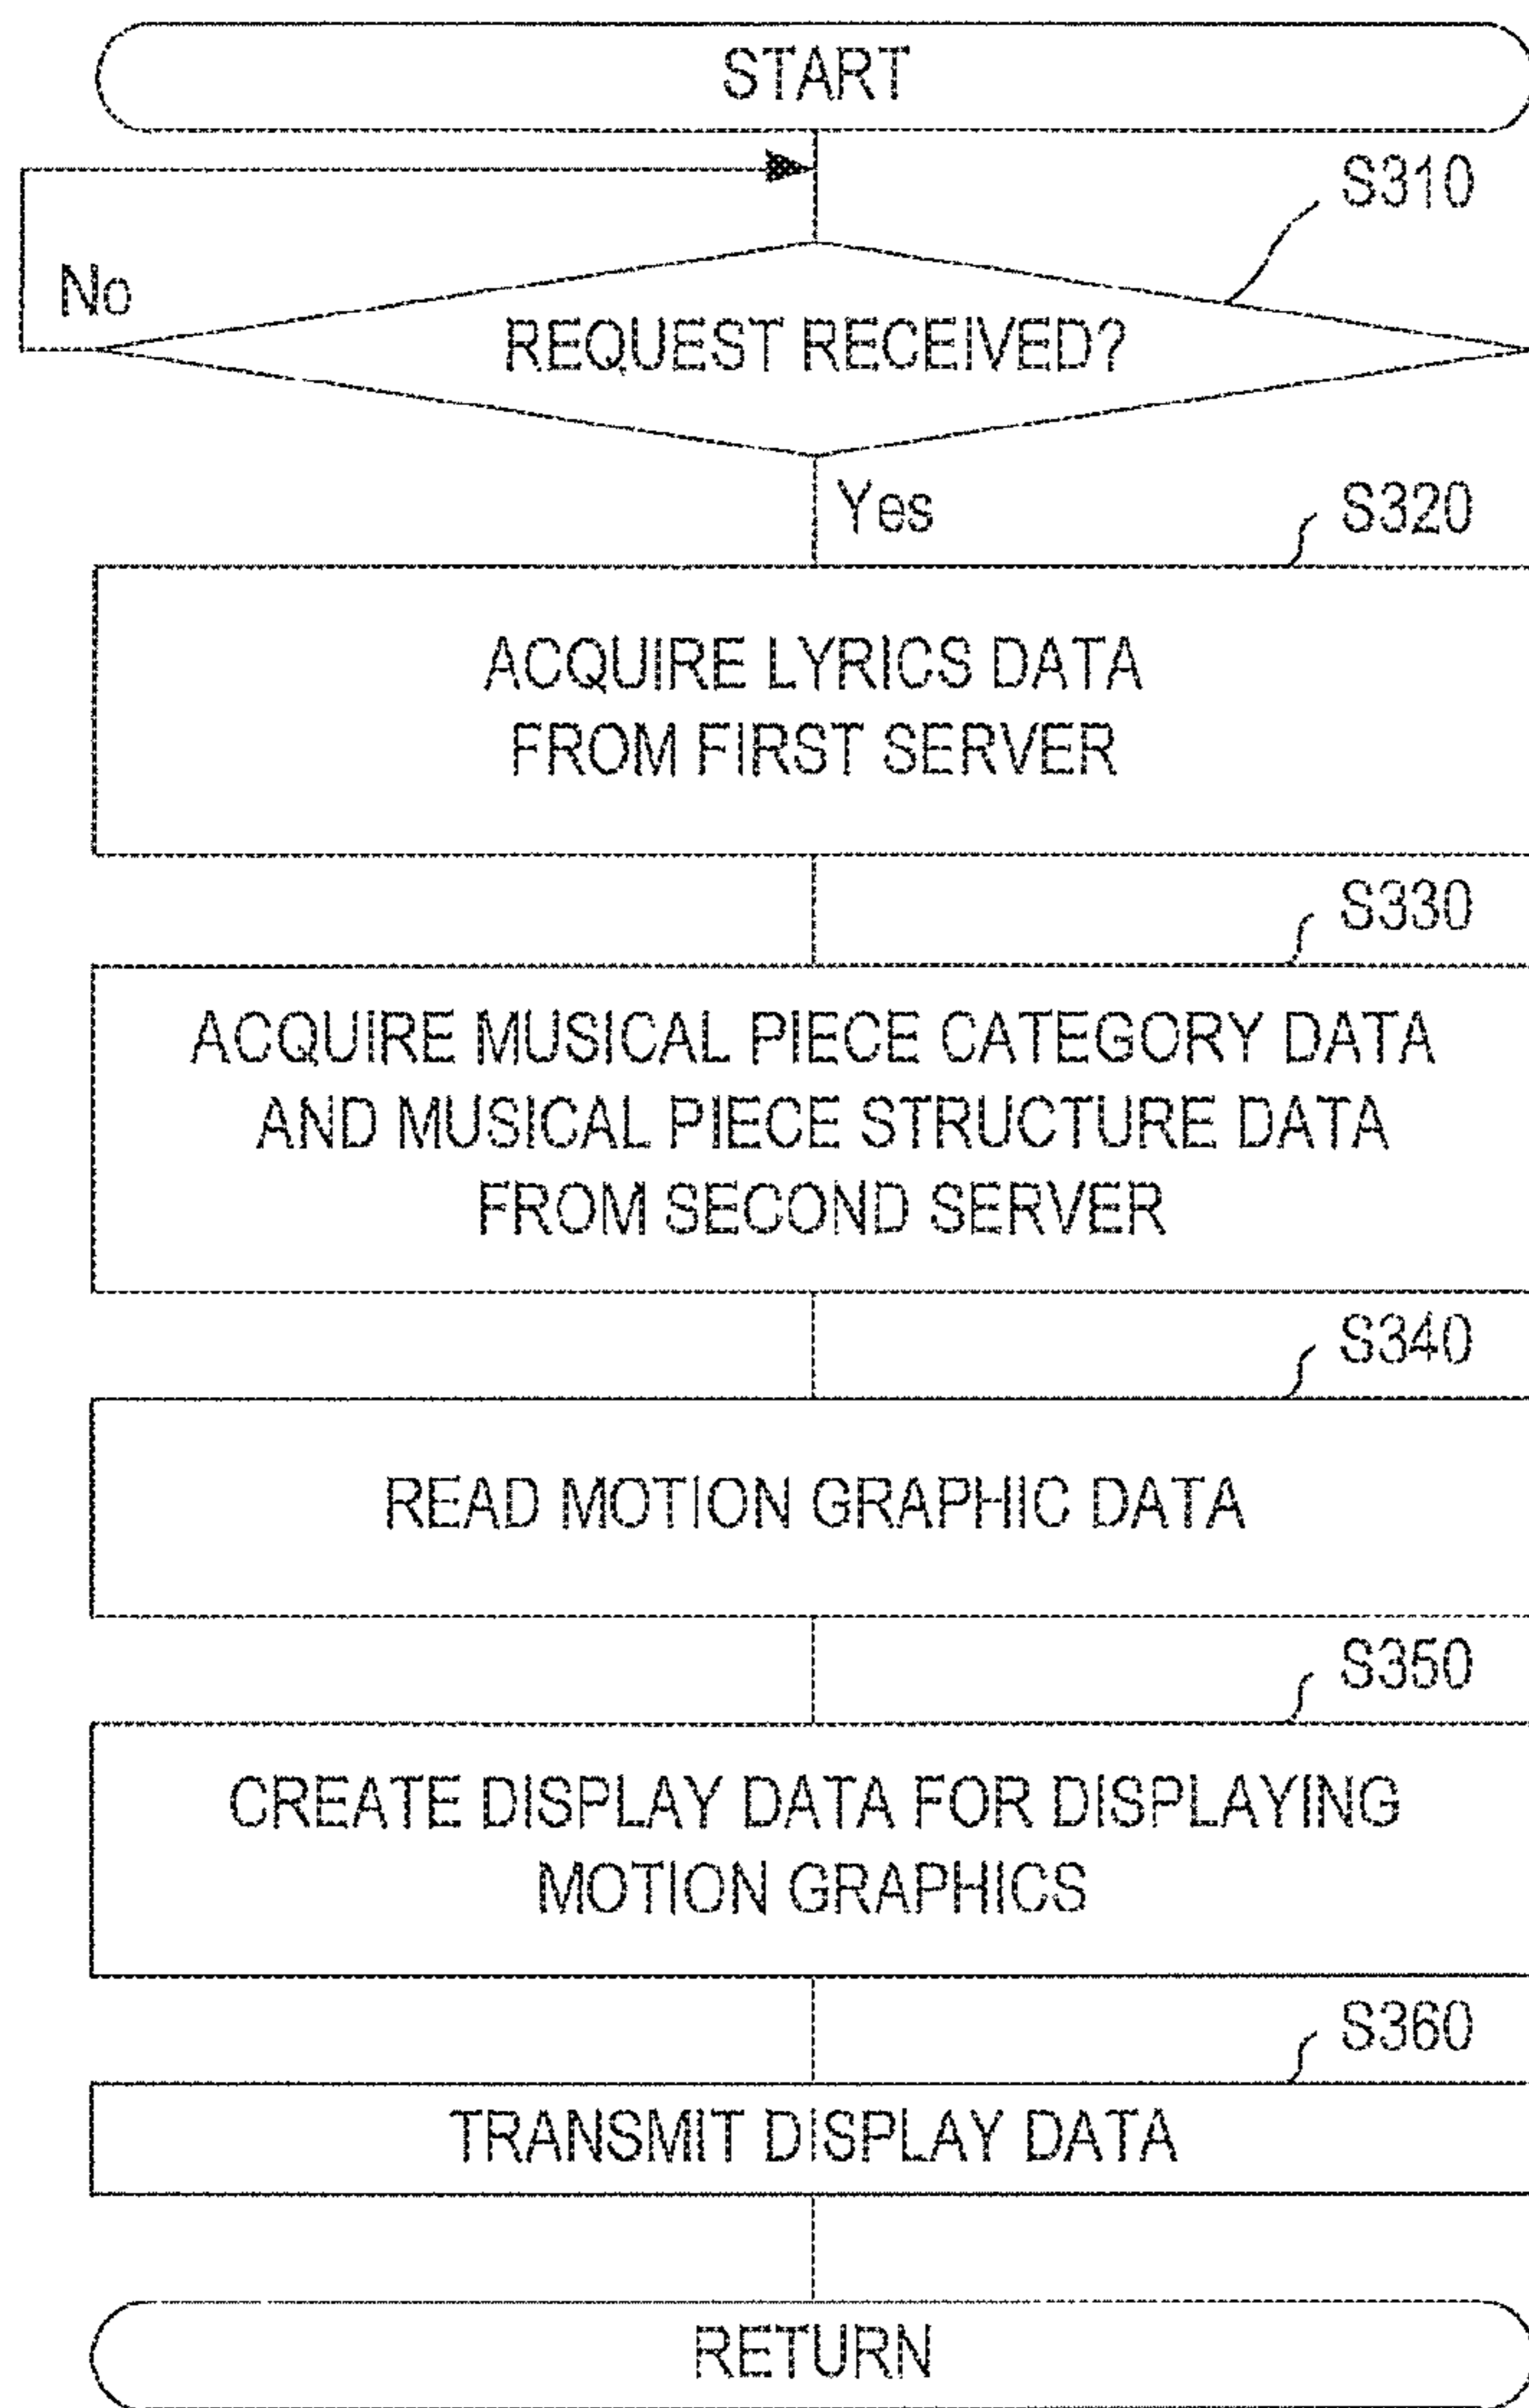 START
S310
No
REQUEST RECEIVED?
Yes
S320
ACQUIRE LYRICS DATA
FROM FIRST SERVER
S330
ACQUIRE MUSICAL PIECE CATEGORY DATA
AND MUSICAL PIECE STRUCTURE DATA
FROM SECOND SERVER
S340
READ MOTION GRAPHIC DATA
S350
CREATE DISPLAY DATA FOR DISPLAYING
MOTION GRAPHICS
S360
TRANSMIT DISPLAY DATA
RETURN